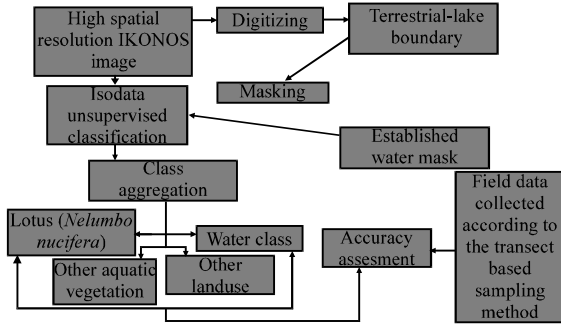 High spatial
resolution IKONOS
image
Digitizing
Terrestrial-lake
boundary
Masking
Isodata
unsupervised
classification
Established
water mask
Class
aggregation
Lotus (Nelumbo
nucifera)
Water class
Other aquatic
vegetation
Other
landuse
Accuracy
assesment
Field data
collected
according to
the transect
based
sampling
method